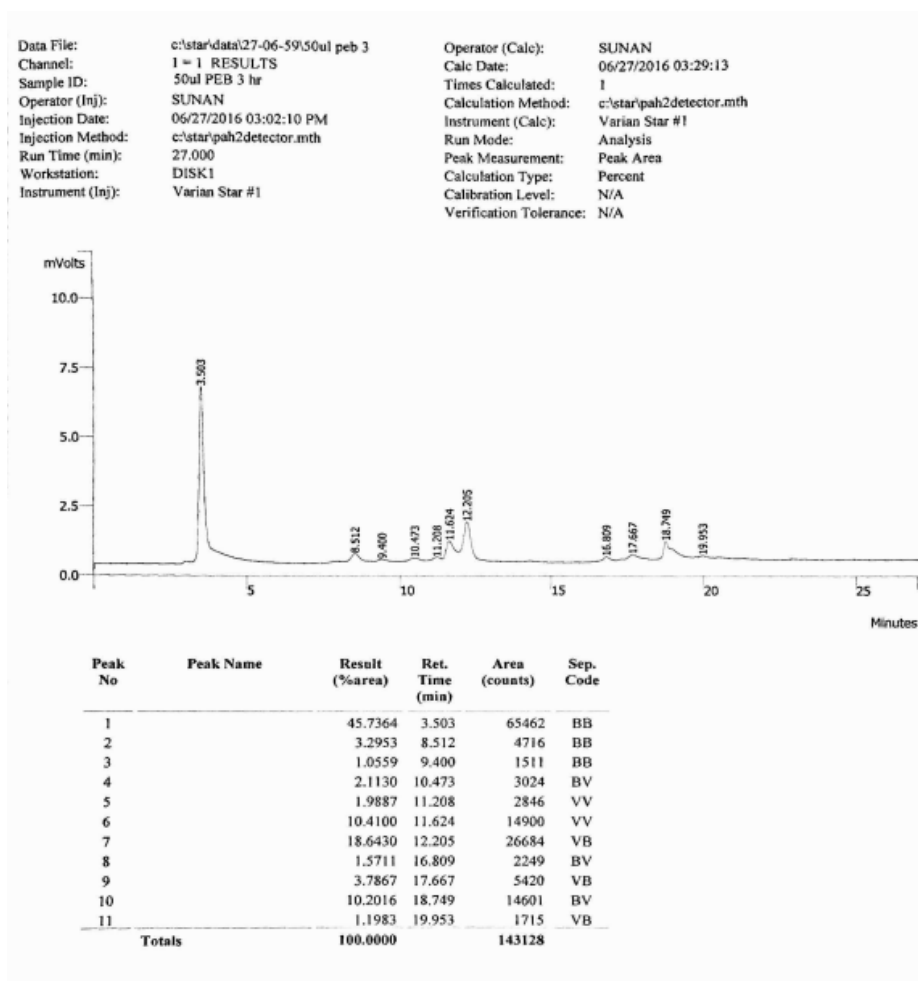 Data File: c:\star\data\27-06-59\50ul peb 3
Channel: 1 = 1 RESULTS
Sample ID: 50ul PEB 3 hr
Operator (Inj): SUNAN
Injection Date: 06/27/2016 03:02:10 PM
Injection Method: c:\star\pah2detector.mth
Run Time (min): 27.000
Workstation: DISK1
Instrument (Inj): Varian Star #1
Operator (Calc): SUNAN
Calc Date: 06/27/2016 03:29:13
Times Calculated: 1
Calculation Method: c:\star\pah2detector.mth
Instrument (Calc): Varian Star #1
Run Mode: Analysis
Peak Measurement: Peak Area
Calculation Type: Percent
Calibration Level: N/A
Verification Tolerance: N/A
mVolts
10.0
7.5
5.0
2.5
0.0
3.503
8.512
9.400
10.473
11.208
11.624
12.205
16.809
17.667
18.749
19.953
5 10 15 20 25
Minutes
Peak No Peak Name Result (%area) Ret. Time (min) Area (counts) Sep. Code
1 45.7364 3.503 65462 BB
2 3.2953 8.512 4716 BB
3 1.0559 9.400 1511 BB
4 2.1130 10.473 3024 BV
5 1.9887 11.208 2846 VV
6 10.4100 11.624 14900 VV
7 18.6430 12.205 26684 VB
8 1.5711 16.809 2249 BV
9 3.7867 17.667 5420 VB
10 10.2016 18.749 14601 BV
11 1.1983 19.953 1715 VB
Totals 100.0000 143128